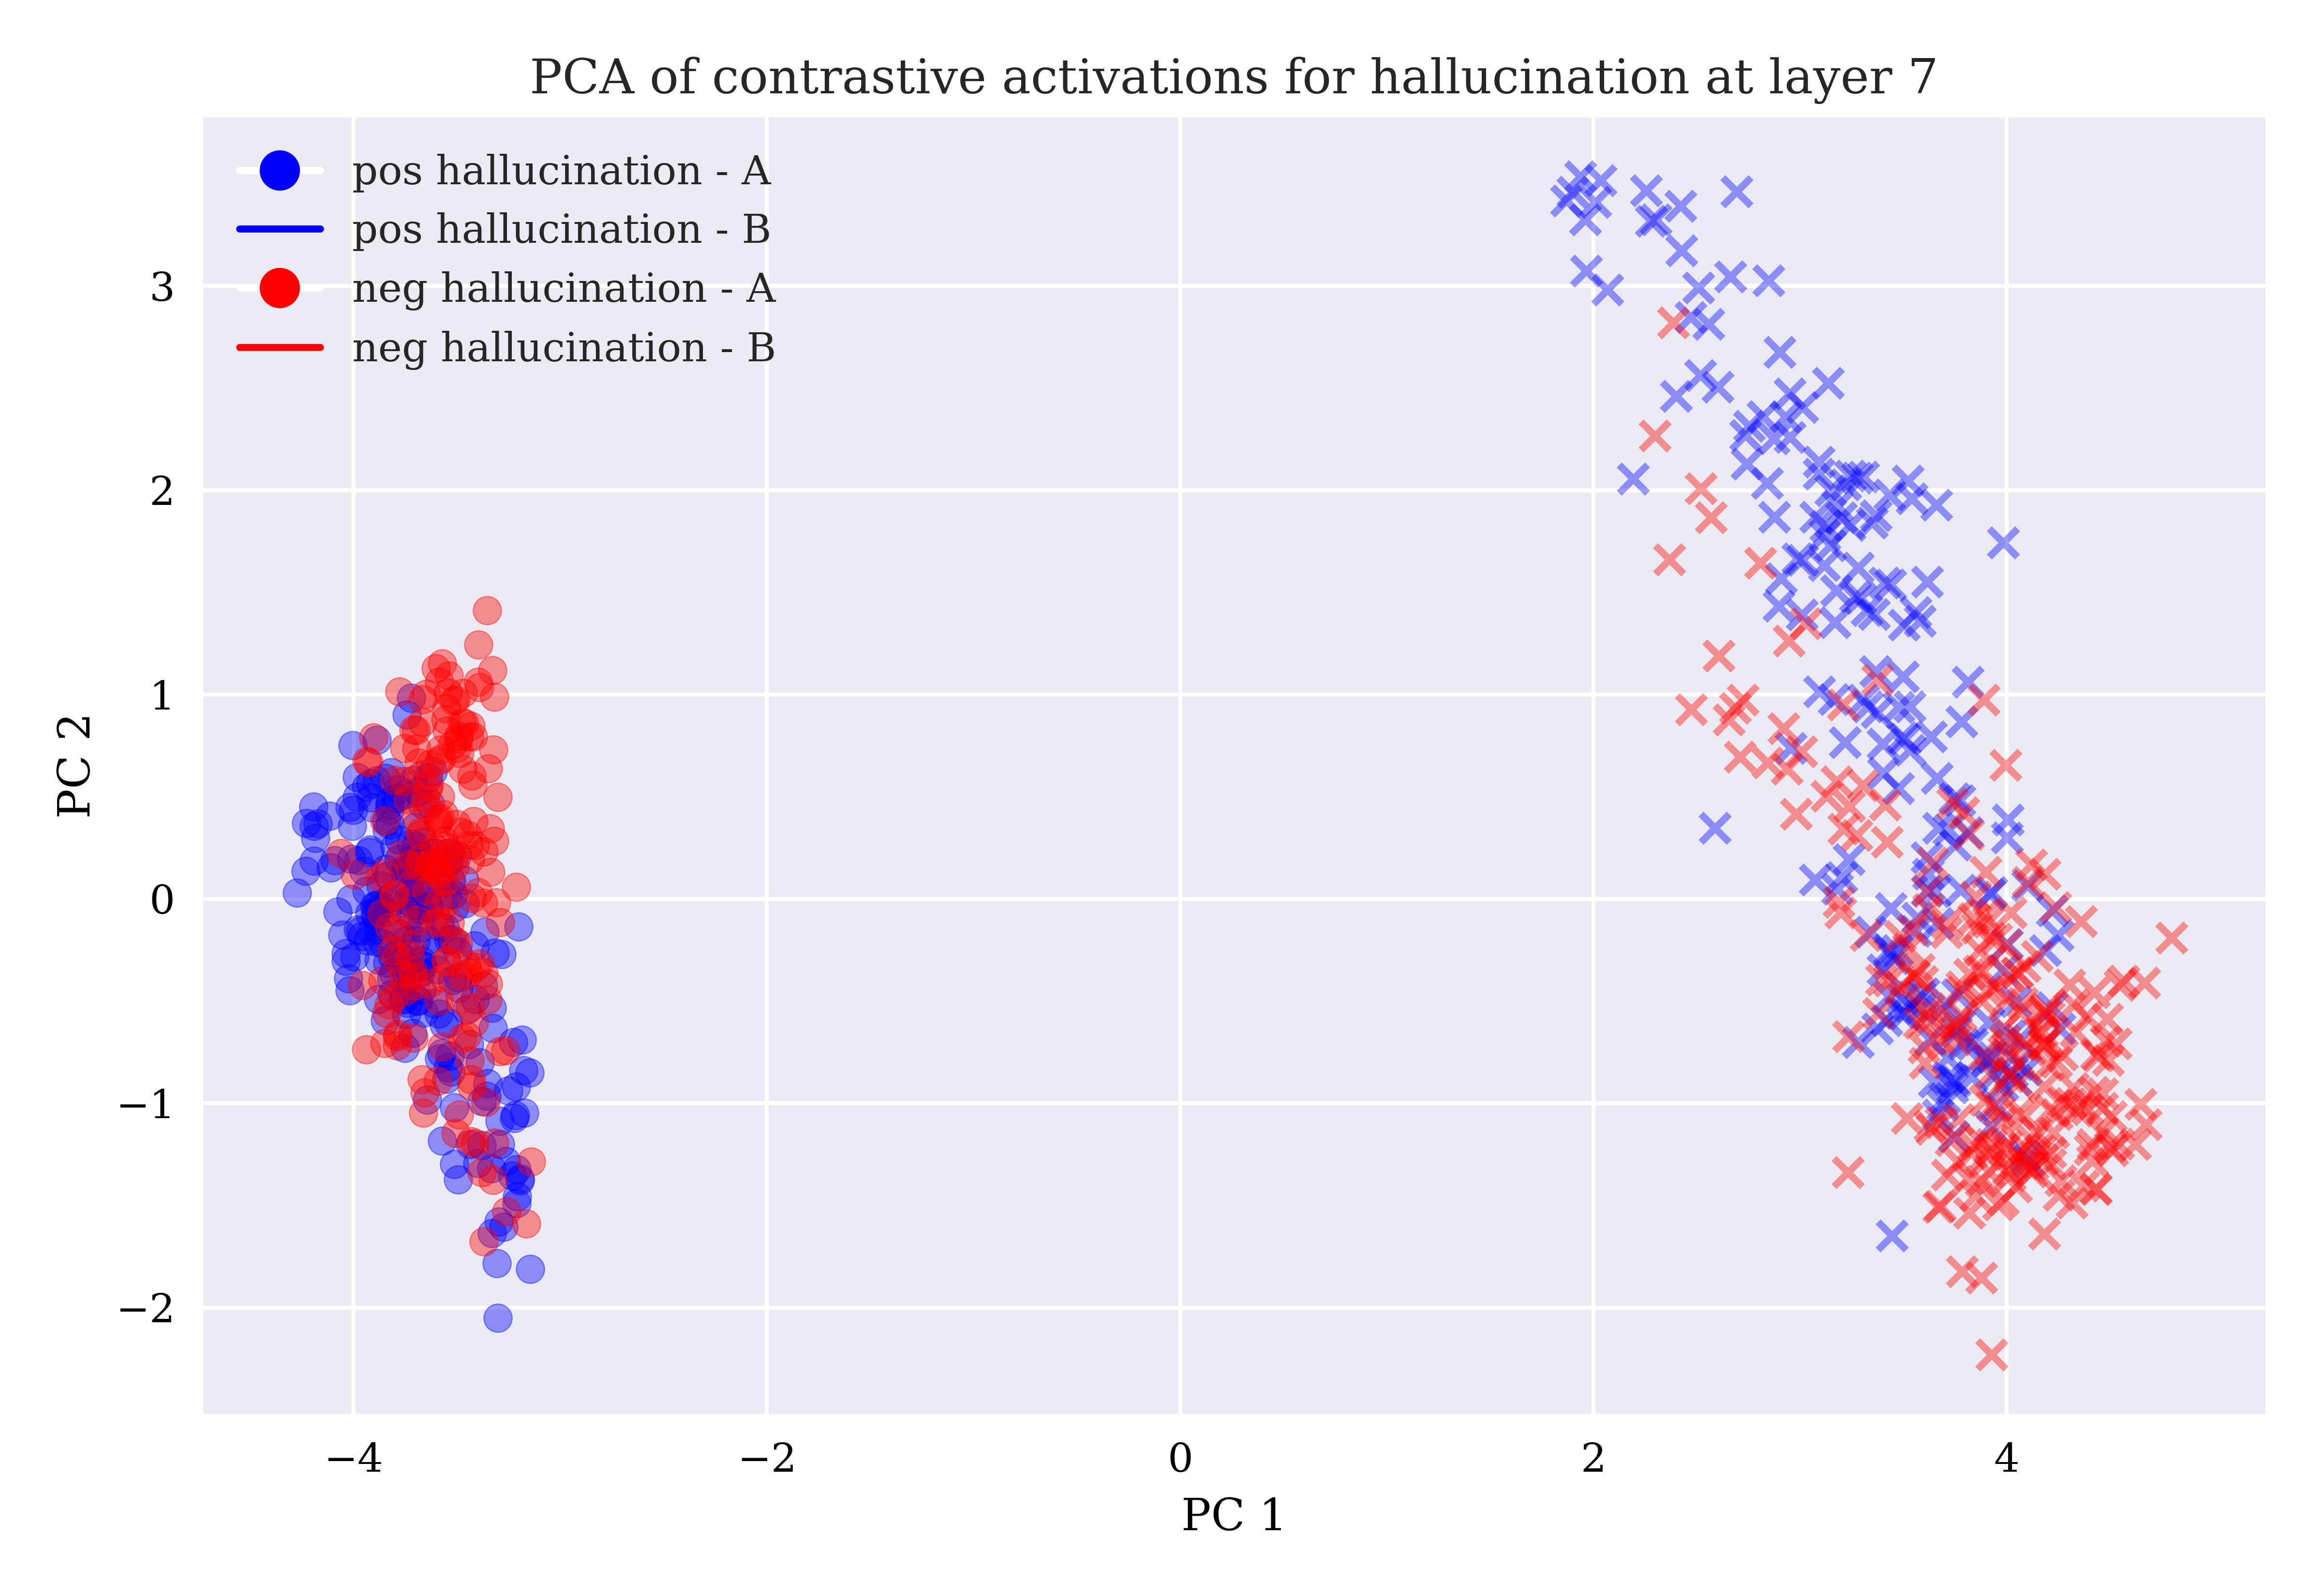 PCA of contrastive activations for hallucination at layer 7
pos hallucination - A
pos hallucination - B
neg hallucination - A
neg hallucination - B
3
2
1
0
−1
−2
PC 2
−4
−2
0
2
4
PC 1